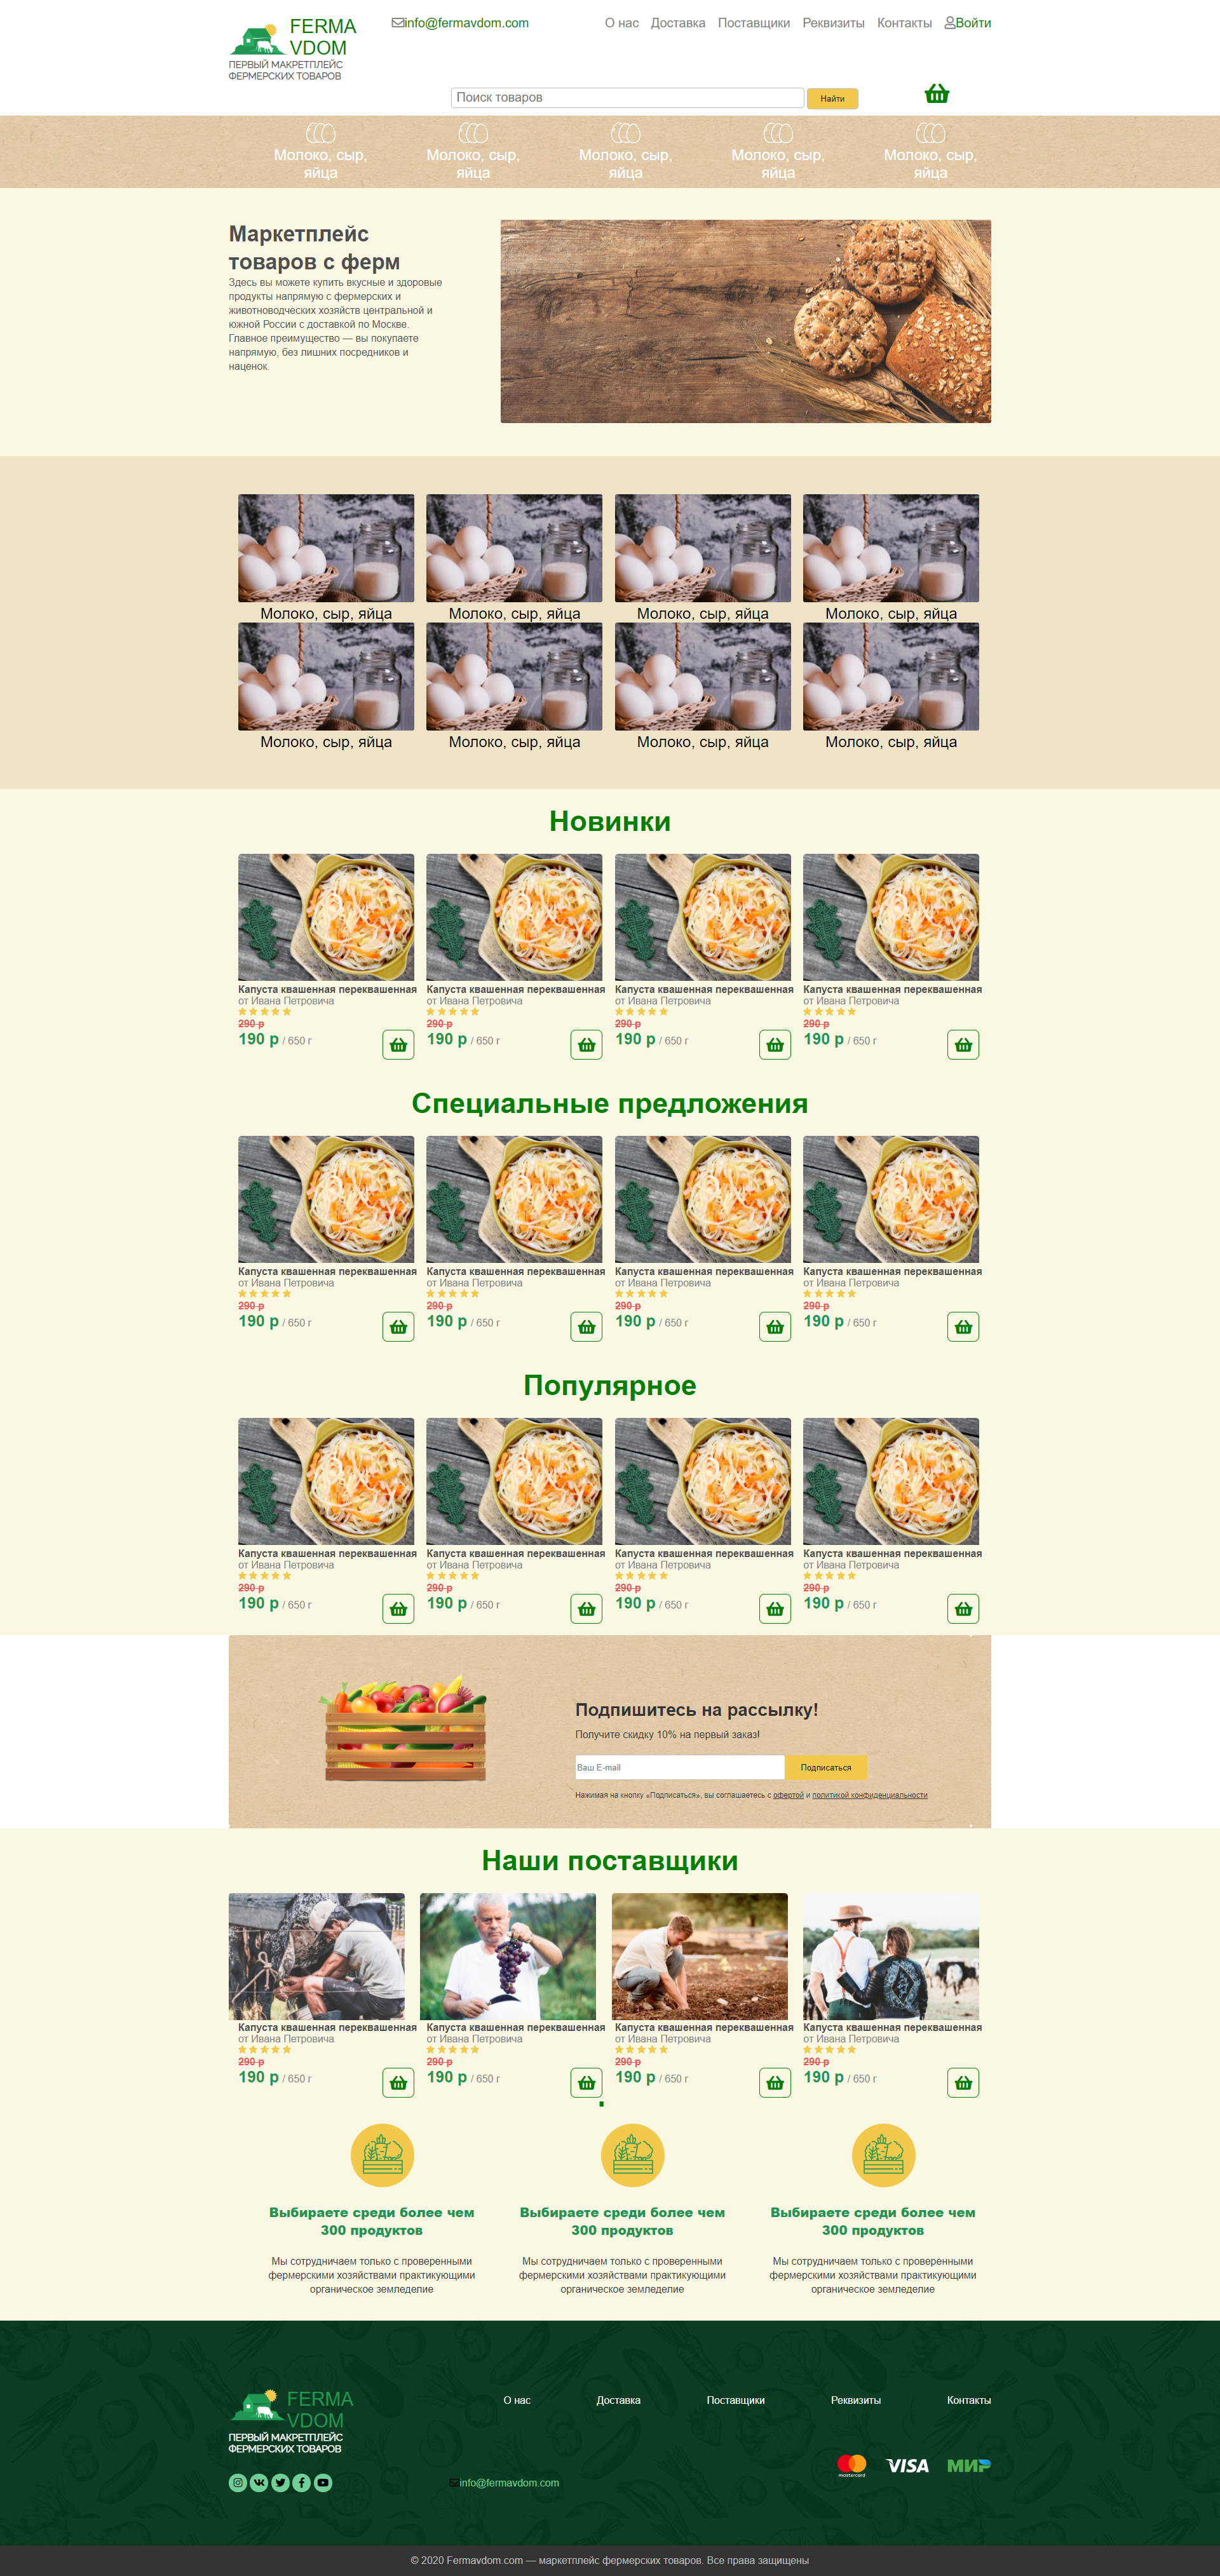 FERMA
VDOM
ПЕРВЫЙ МАКРЕТПЛЕЙС
ФЕРМЕРСКИХ ТОВАРОВ
info@fermavdom.com
О нас Доставка Поставщики Реквизиты Контакты Войти
Поиск товаров Найти
Молоко, сыр, Молоко, сыр, Молоко, сыр, Молоко, сыр, Молоко, сыр,
яйца яйца яйца яйца яйца
Маркетплейс
товаров с ферм
Здесь вы можете купить вкусные и здоровые
продукты напрямую с фермерских и
животноводческих хозяйств центральной и
южной России с доставкой по Москве.
Главное преимущество — вы покупаете
напрямую, без лишних посредников и
наценок.
Молоко, сыр, яйца Молоко, сыр, яйца Молоко, сыр, яйца Молоко, сыр, яйца
Молоко, сыр, яйца Молоко, сыр, яйца Молоко, сыр, яйца Молоко, сыр, яйца
Новинки
Капуста квашенная переквашенная Капуста квашенная переквашенная Капуста квашенная переквашенная Капуста квашенная переквашенная
от Ивана Петровича от Ивана Петровича от Ивана Петровича от Ивана Петровича
290 р 290 р 290 р 290 р
190 р / 650 г 190 р / 650 г 190 р / 650 г 190 р / 650 г
Специальные предложения
Капуста квашенная переквашенная Капуста квашенная переквашенная Капуста квашенная переквашенная Капуста квашенная переквашенная
от Ивана Петровича от Ивана Петровича от Ивана Петровича от Ивана Петровича
290 р 290 р 290 р 290 р
190 р / 650 г 190 р / 650 г 190 р / 650 г 190 р / 650 г
Популярное
Капуста квашенная переквашенная Капуста квашенная переквашенная Капуста квашенная переквашенная Капуста квашенная переквашенная
от Ивана Петровича от Ивана Петровича от Ивана Петровича от Ивана Петровича
290 р 290 р 290 р 290 р
190 р / 650 г 190 р / 650 г 190 р / 650 г 190 р / 650 г
Подпишитесь на рассылку!
Получите скидку 10% на первый заказ!
Ваш E-mail Подписаться
Нажимая на кнопку «Подписаться», вы соглашаетесь с офертой и политикой конфиденциальности
Наши поставщики
Капуста квашенная переквашенная Капуста квашенная переквашенная Капуста квашенная переквашенная Капуста квашенная переквашенная
от Ивана Петровича от Ивана Петровича от Ивана Петровича от Ивана Петровича
290 р 290 р 290 р 290 р
190 р / 650 г 190 р / 650 г 190 р / 650 г 190 р / 650 г
Выбираете среди более чем Выбираете среди более чем Выбираете среди более чем
300 продуктов 300 продуктов 300 продуктов
Мы сотрудничаем только с проверенными Мы сотрудничаем только с проверенными Мы сотрудничаем только с проверенными
фермерскими хозяйствами практикующими фермерскими хозяйствами практикующими фермерскими хозяйствами практикующими
органическое земледелие органическое земледелие органическое земледелие
FERMA
VDOM
ПЕРВЫЙ МАКРЕТПЛЕЙС
ФЕРМЕРСКИХ ТОВАРОВ
О нас Доставка Поставщики Реквизиты Контакты
mastercard VISA МИР
info@fermavdom.com
© 2020 Fermavdom.com — маркетплейс фермерских товаров. Все права защищены